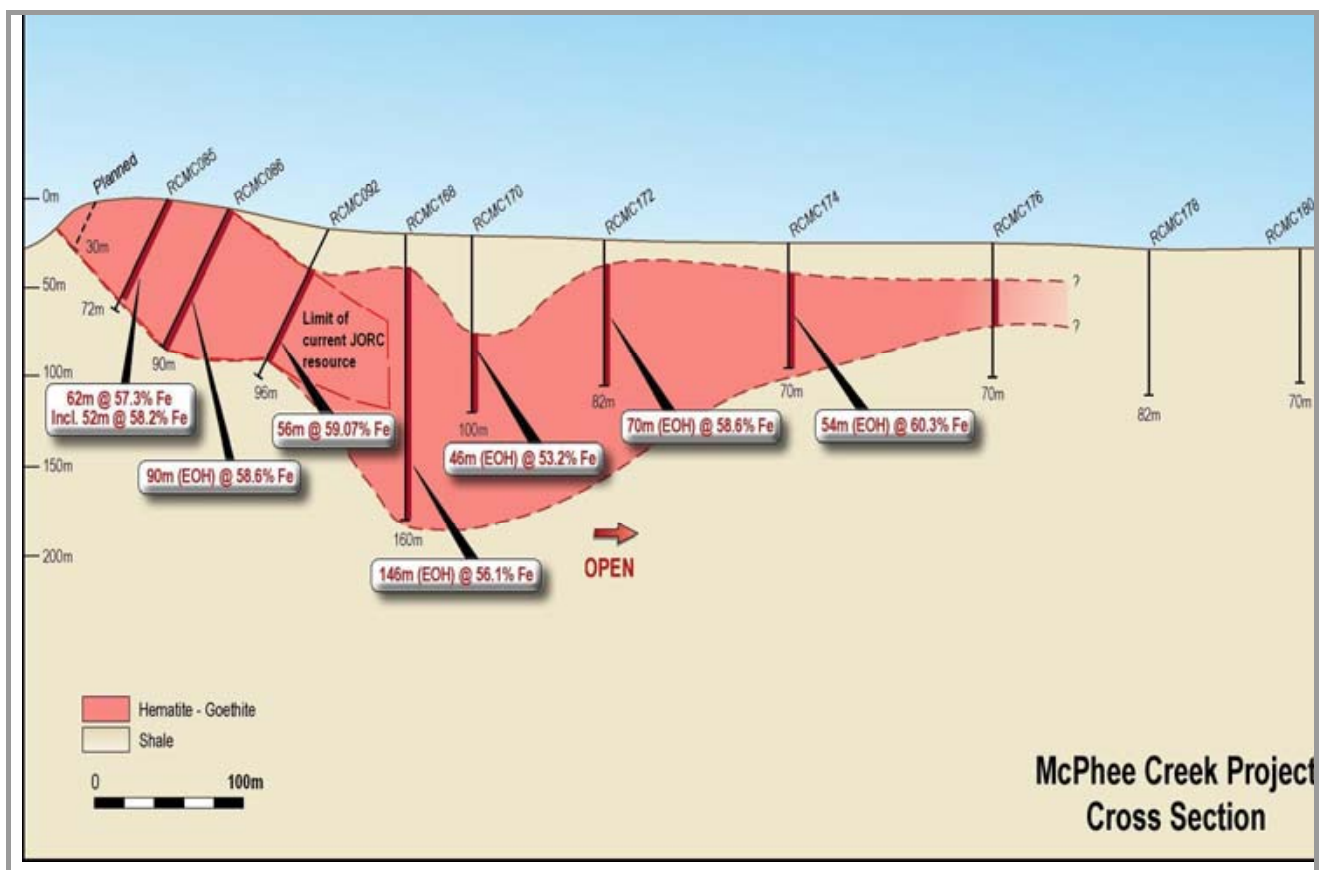 Planned
RCMC085
RCMC086
RCMC092
RCMC168
RCMC170
RCMC172
RCMC174
RCMC176
RCMC178
RCMC180
0m
50m
100m
150m
200m
30m
72m
90m
96m
160m
100m
82m
70m
70m
82m
70m
Limit of
current JORC
resource
?
?
62m @ 57.3% Fe
Incl. 52m @ 58.2% Fe
90m (EOH) @ 58.6% Fe
56m @ 59.07% Fe
146m (EOH) @ 56.1% Fe
46m (EOH) @ 53.2% Fe
70m (EOH) @ 58.6% Fe
54m (EOH) @ 60.3% Fe
OPEN
Hematite - Goethite
Shale
0 100m
McPhee Creek Project
Cross Section